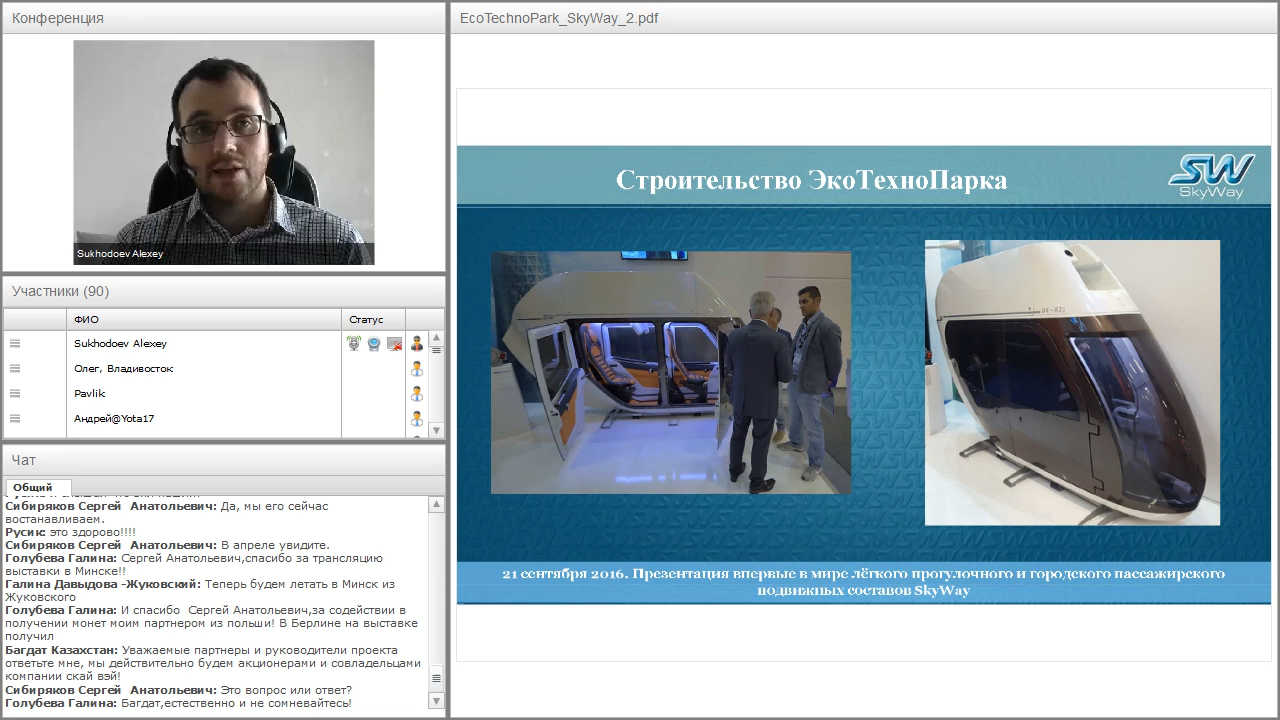 Конференция
Sukhodoev Alexey
Участники (90)
ФИО
Статус
Sukhodoev Alexey
Олег, Владивосток
Pavlik
Андрей@Yota17
Чат
Общий
Сибиряков Сергей Анатольевич: Да, мы его сейчас
востанавливаем.
Русик: это здорово!!!!
Сибиряков Сергей Анатольевич: В апреле увидите.
Голубева Галина: Сергей Анатольевич,спасибо за трансляцию
выставки в Минске!!
Галина Давыдова -Жуковский: Теперь будем летать в Минск из
Жуковского
Голубева Галина: И спасибо Сергей Анатольевич,за содействии в
получении монет моим партнером из польши! В Берлине на выставке
получил
Багдат Казахстан: Уважаемые партнеры и руководители проекта
ответьте мне, мы действительно будем акционерами и совладельцами
компании скай вэй!
Сибиряков Сергей Анатольевич: Это вопрос или ответ?
Голубева Галина: Багдат, и не сомневайтесь!
EcoTechnoPark_SkyWay_2.pdf
Строительство ЭкоТехноПарка
SW
SkyWay
21 сентября 2016. Презентация впервые в мире лёгкого прогулочного и городского пассажирского
подвижных составов SkyWay